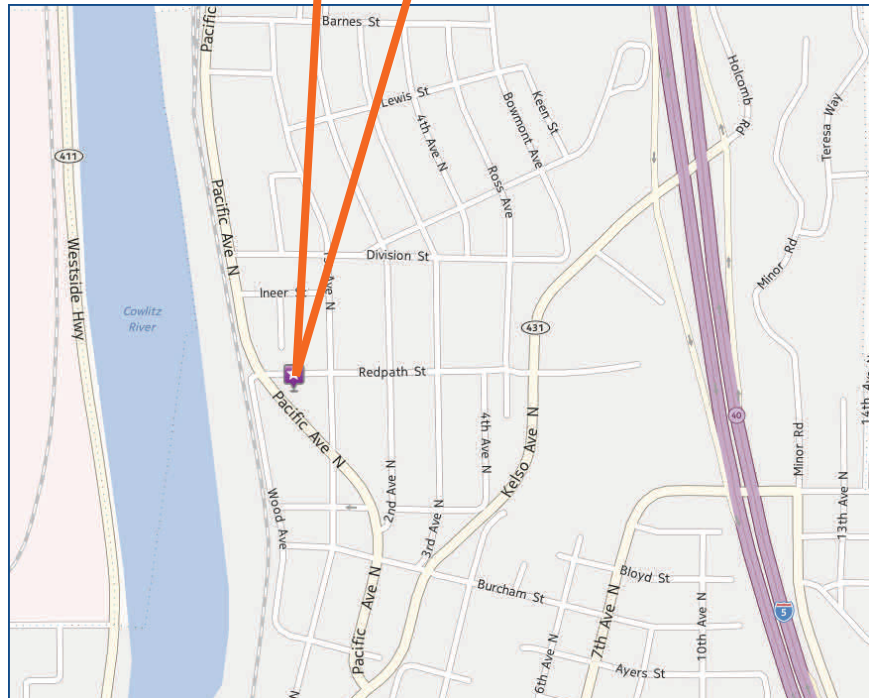 Barnes St
Pacific
Holcomb
Rd
Teresa Way
Keen St
Lewis St
4th Ave N
Bowmont Ave
411
Ross Ave
Pacific Ave N
Westside Hwy
Division St
Minor Rd
Ave N
Ineer St
Cowlitz
River
431
Redpath St
14th Ave N
Pacific Ave N
40
4th Ave N
Kelso Ave N
Minor Rd
2nd Ave N
3rd Ave N
Wood Ave
13th Ave N
Bloyd St
Burcham St
Pacific Ave N
7th Ave N
10th Ave N
5
6th Ave N
Ayers St
N